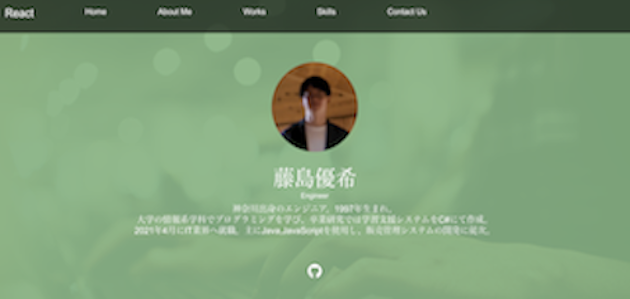 React
Home
About Me
Works
Skills
Contact Us
藤島優希
Engineer
神奈川出身のエンジニア。1997年生まれ。
大学の情報系学科でプログラミングを学び、卒業研究では学習支援システムをC#にて作成。
2021年4月にIT業界へ就職。主にJava,JavaScriptを使用し、販売管理システムの開発に従事。